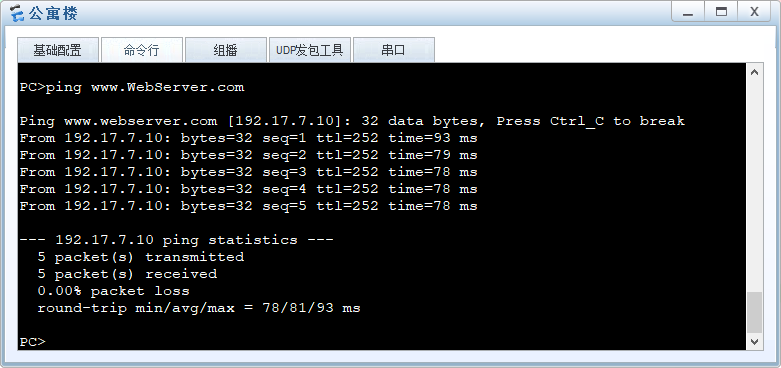 公寓楼
基础配置 命令行 组播 UDP发包工具 串口
PC>ping www.WebServer.com
Ping www.webserver.com [192.17.7.10]: 32 data bytes, Press Ctrl_C to break
From 192.17.7.10: bytes=32 seq=1 ttl=252 time=93 ms
From 192.17.7.10: bytes=32 seq=2 ttl=252 time=79 ms
From 192.17.7.10: bytes=32 seq=3 ttl=252 time=78 ms
From 192.17.7.10: bytes=32 seq=4 ttl=252 time=78 ms
From 192.17.7.10: bytes=32 seq=5 ttl=252 time=78 ms
--- 192.17.7.10 ping statistics ---
5 packet(s) transmitted
5 packet(s) received
0.00% packet loss
round-trip min/avg/max = 78/81/93 ms
PC>